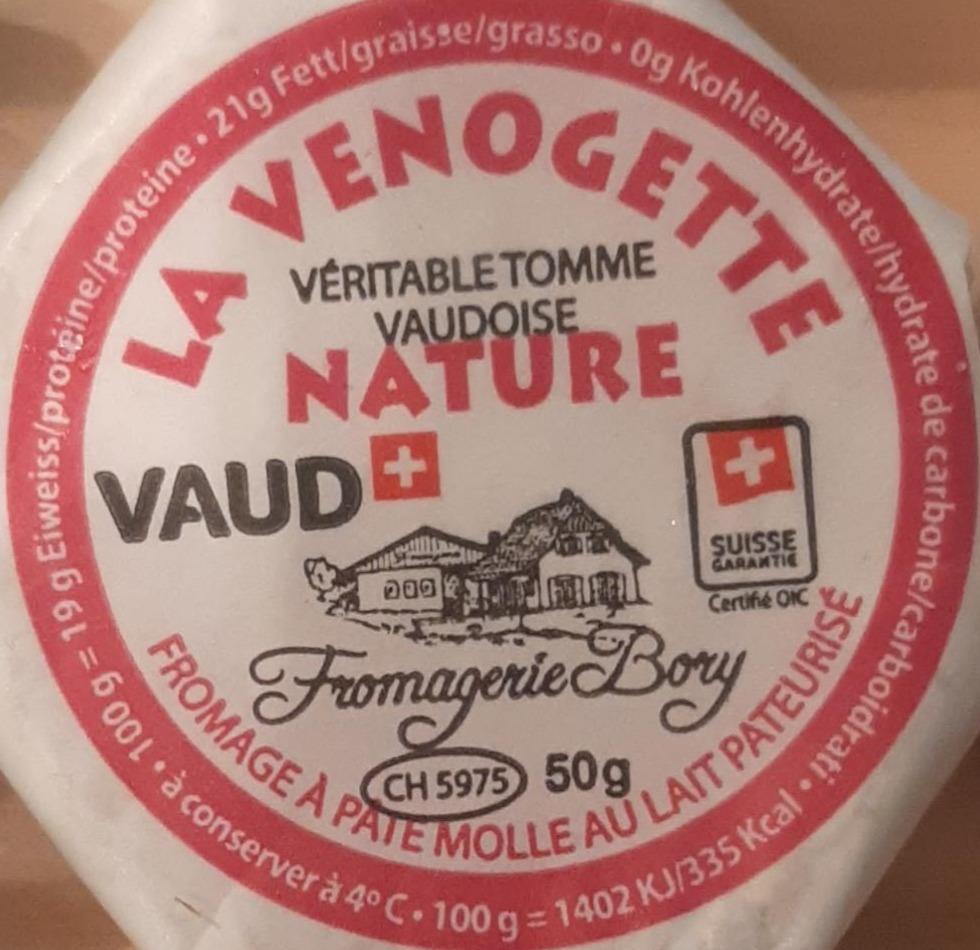 LA VENOGETTE
VÉRITABLE TOMME
VAUDOISE
NATURE
VAUD
SUISSE
GARANTIE
Certifié OIC
Fromagerie Bory
CH 5975
50g
FROMAGE À PÂTE MOLLE AU LAIT PATEURISÉ
100g = 19 g Eiweiss/protéine/proteine • 21g Fett/graisse/grasso • 0g Kohlenhydrate/hydrate de carbone/carboidrati •
à conserver à 4° C • 100 g = 1402 KJ/335 Kcal •